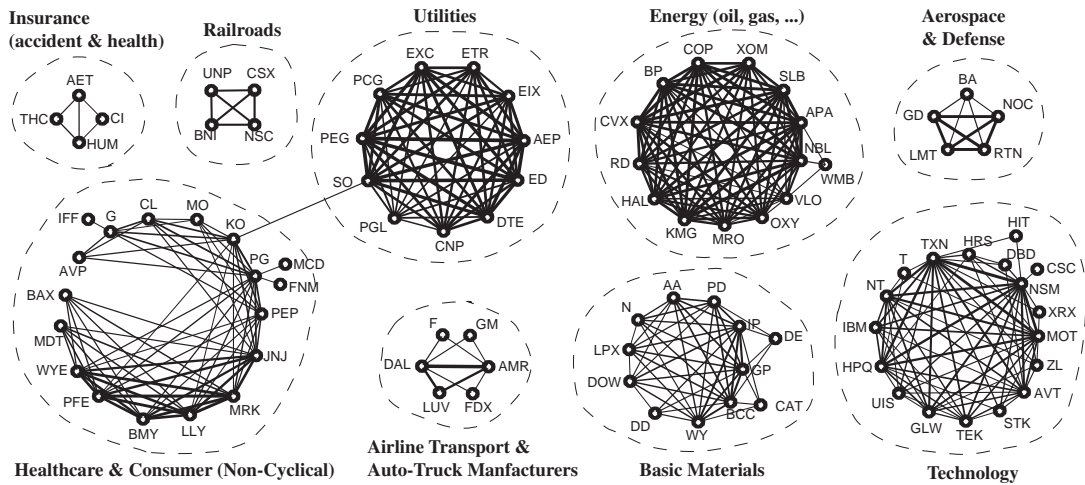 Insurance
(accident & health)
Railroads
Utilities
Energy (oil, gas, ...)
Aerospace
& Defense
AET
THC
CI
HUM
UNP
CSX
BNI
NSC
EXC
ETR
PCG
EIX
PEG
AEP
SO
ED
PGL
DTE
CNP
COP
XOM
BP
SLB
CVX
APA
RD
NBL
WMB
HAL
VLO
KMG
OXY
MRO
BA
GD
NOC
LMT
RTN
IFF
G
CL
MO
KO
AVP
PG
MCD
FNM
BAX
PEP
MDT
JNJ
WYE
PFE
MRK
BMY
LLY
F
GM
DAL
AMR
LUV
FDX
AA
PD
N
IP
DE
LPX
GP
DOW
BCC
CAT
DD
WY
HIT
TXN
HRS
DBD
T
CSC
NSM
NT
XRX
IBM
MOT
HPQ
ZL
UIS
AVT
GLW
STK
TEK
Healthcare & Consumer (Non-Cyclical)
Airline Transport &
Auto-Truck Manfacturers
Basic Materials
Technology